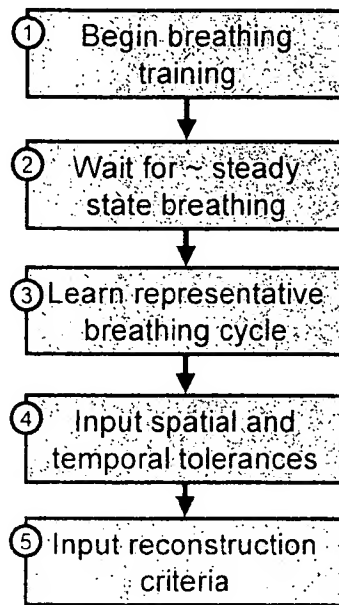 1 Begin breathing
training
2 Wait for ~ steady
state breathing
3 Learn representative
breathing cycle
4 Input spatial and
temporal tolerances
5 Input reconstruction
criteria